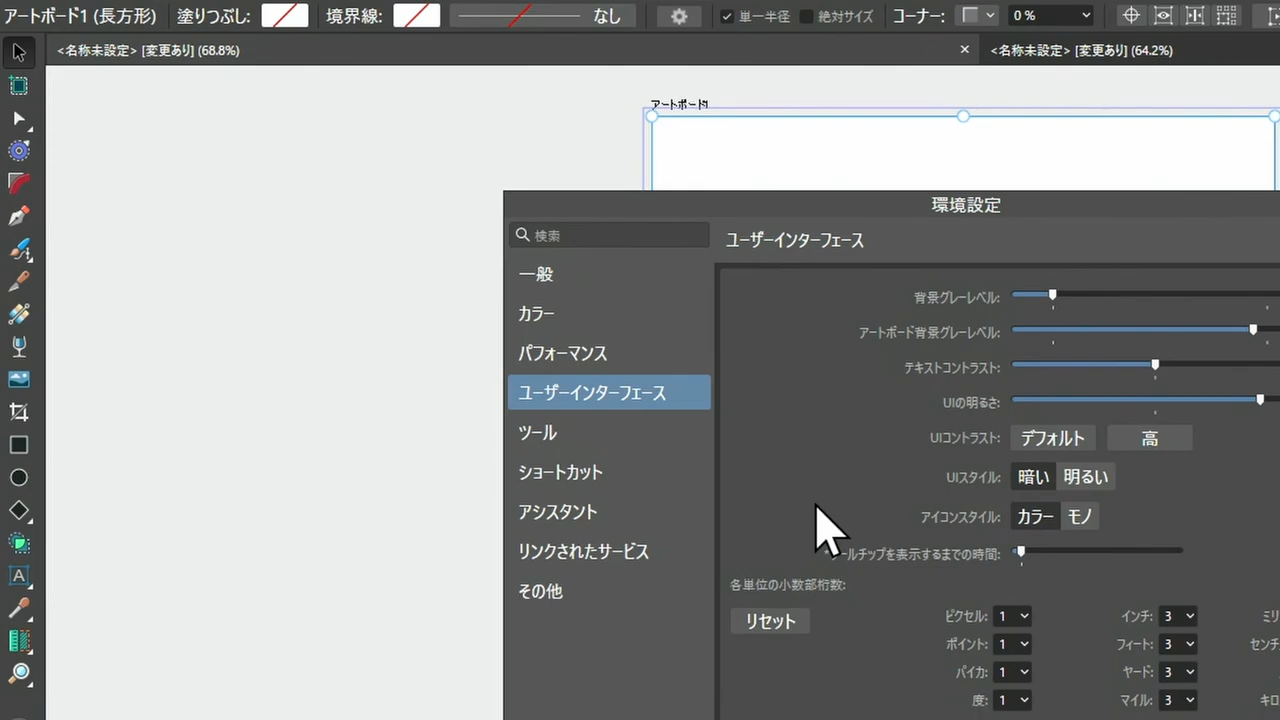 アートボード1 (長方形) 塗りつぶし: 境界線: なし 単一半径 絶対サイズ コーナー: 0 %
<名称未設定> [変更あり] (68.8%) × <名称未設定> [変更あり] (64.2%)
アートボード1
環境設定
検索
ユーザーインターフェース
一般
カラー
パフォーマンス
ユーザーインターフェース
ツール
ショートカット
アシスタント
リンクされたサービス
その他
背景グレーレベル:
アートボード背景グレーレベル:
テキストコントラスト:
UIの明るさ:
UIコントラスト: デフォルト 高
UIスタイル: 暗い 明るい
アイコンスタイル: カラー モノ
ールチップを表示するまでの時間:
各単位の小数部桁数:
リセット
ピクセル: 1 インチ: 3 ミリ
ポイント: 1 フィート: 3 センチ
パイカ: 1 ヤード: 3
度: 1 マイル: 3 キロ